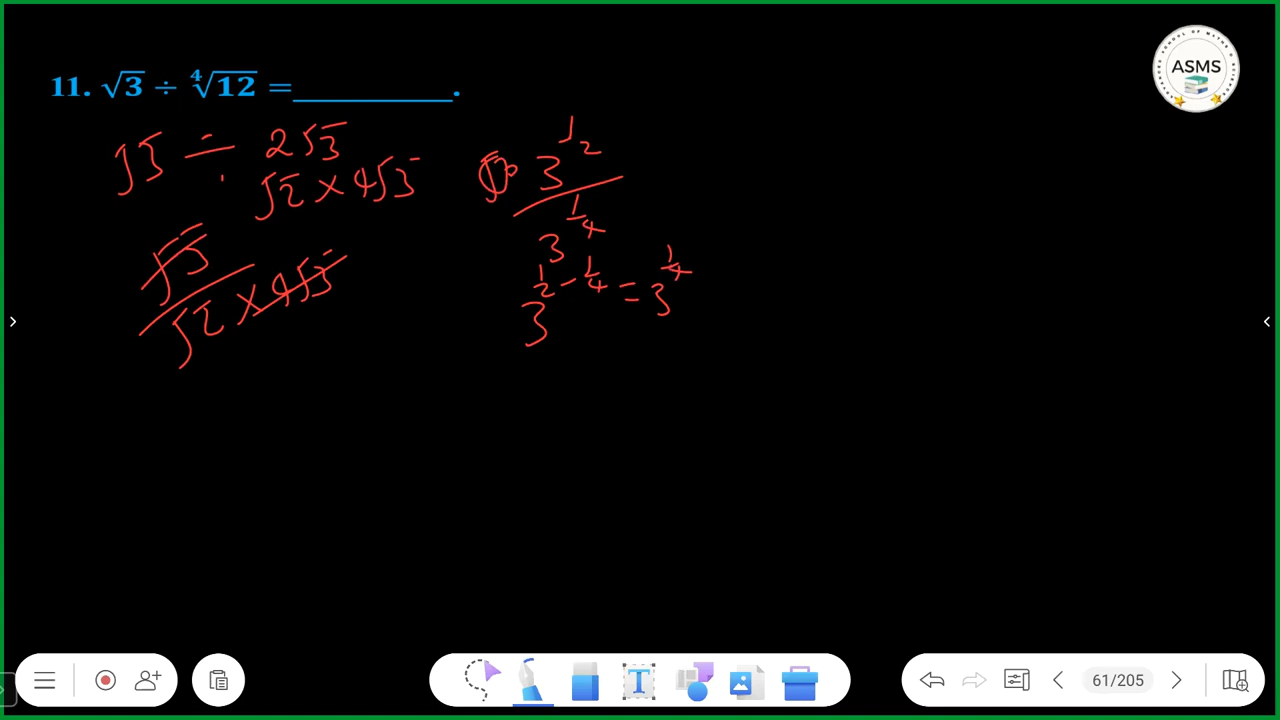 11. √3 ÷ ⁴√12 = __________.
ASMS
√3 ÷ 2√3
√2 × 4√3
√3
√2 × 4√3
3^1/2
3^1/4
3^1/2 - 1/4 = 3^1/4
61/205